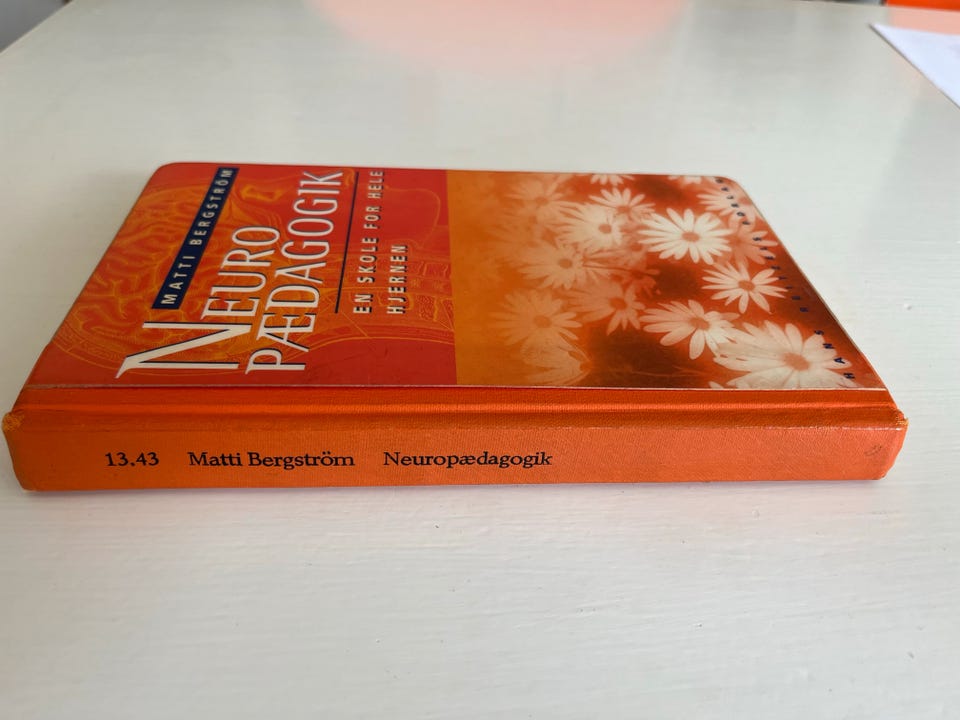 MATTI BERGSTRÖM
NEURO
PÆDAGOGIK
EN SKOLE FOR HELE
HJERNEN
HANS REITZELS FORLAG
13.43 Matti Bergström Neuropædagogik